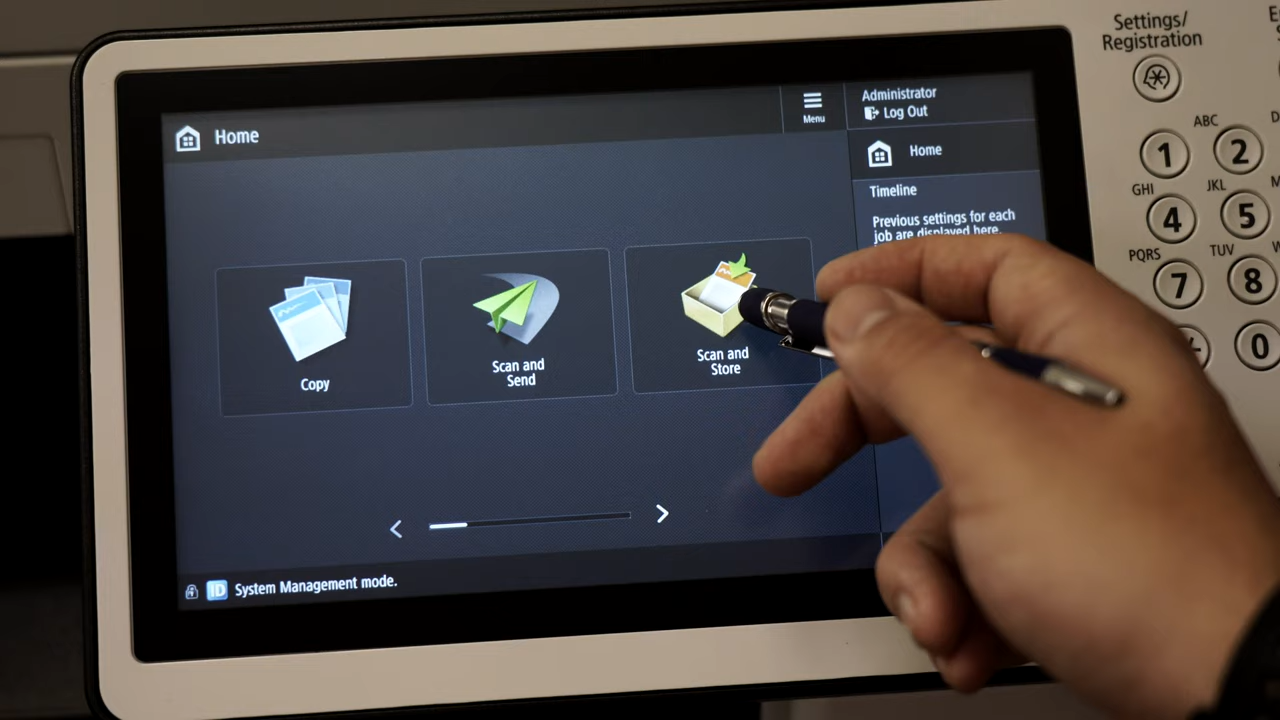 Settings/
Registration
Home
Menu
Administrator
Log Out
Home
Timeline
Previous settings for each
job are displayed here.
Copy
Scan and
Send
Scan and
Store
ID System Management mode.
ABC
1 2
GHI JKL
4 5
PQRS TUV
7 8
0